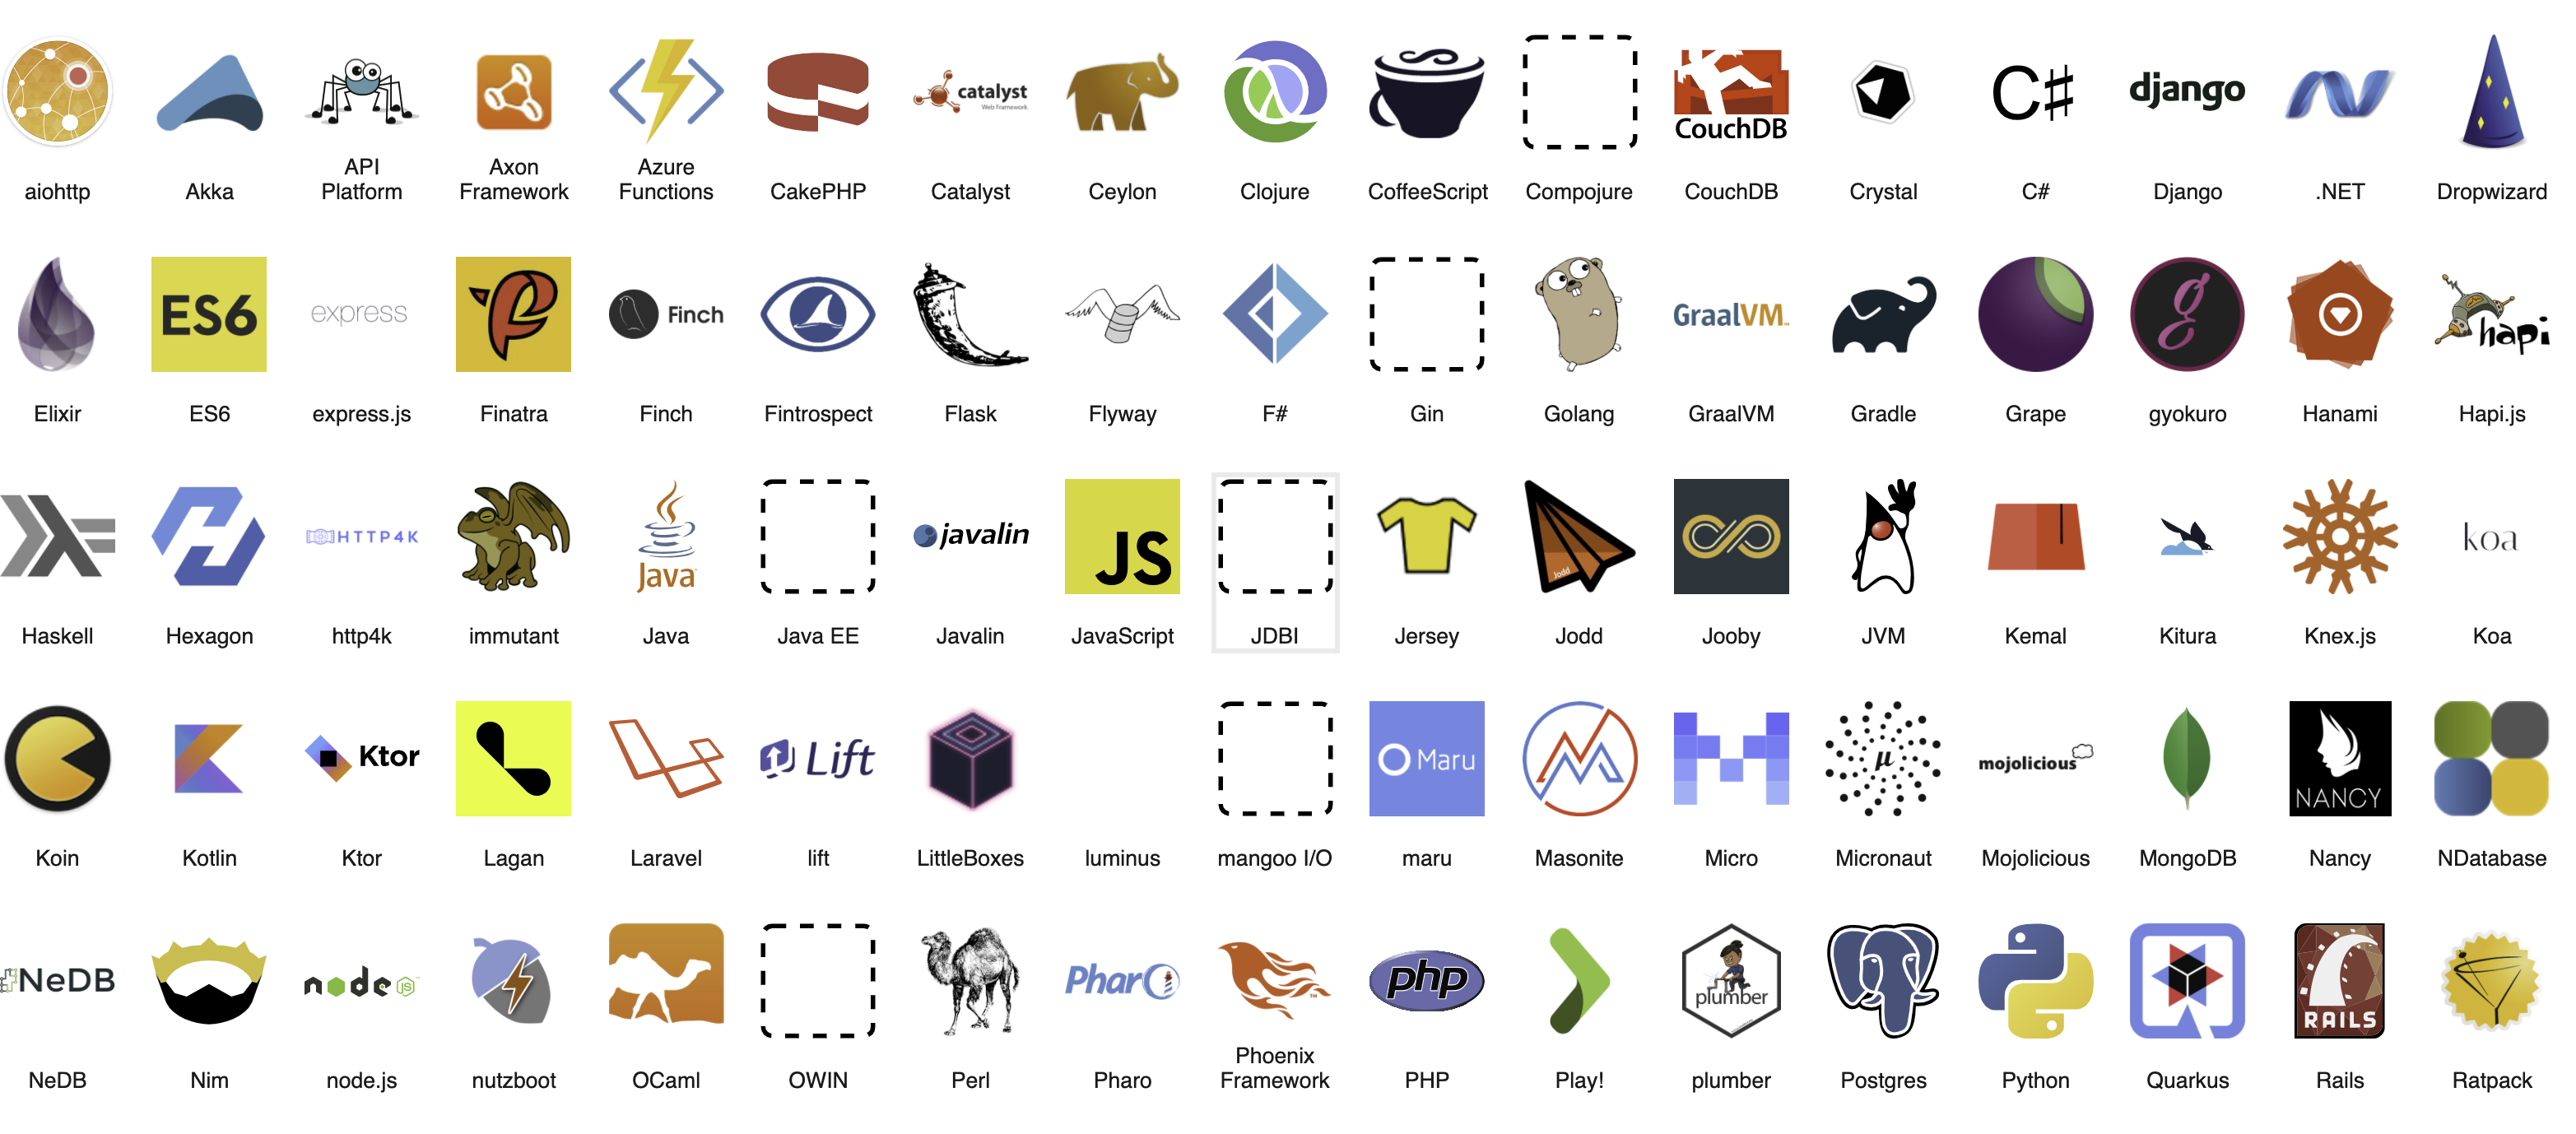 catalyst
Web Framework
CouchDB
C#
django
aiohttp
Akka
API
Platform
Axon
Framework
Azure
Functions
CakePHP
Catalyst
Ceylon
Clojure
CoffeeScript
Compojure
CouchDB
Crystal
C#
Django
.NET
Dropwizard
ES6
express
Finch
GraalVM
g
hapi
Elixir
ES6
express.js
Finatra
Finch
Fintrospect
Flask
Flyway
F#
Gin
Golang
GraalVM
Gradle
Grape
gyokuro
Hanami
Hapi.js
HTTP4K
Java
javalin
JS
Jodd
koa
Haskell
Hexagon
http4k
immutant
Java
Java EE
Javalin
JavaScript
JDBI
Jersey
Jodd
Jooby
JVM
Kemal
Kitura
Knex.js
Koa
Ktor
Lift
Maru
μ
mojolicious
NANCY
Koin
Kotlin
Ktor
Lagan
Laravel
lift
LittleBoxes
luminus
mangoo I/O
maru
Masonite
Micro
Micronaut
Mojolicious
MongoDB
Nancy
NDatabase
NeDB
node
JS
Pharo
php
plumber
RAILS
NeDB
Nim
node.js
nutzboot
OCaml
OWIN
Perl
Pharo
Phoenix
Framework
PHP
Play!
plumber
Postgres
Python
Quarkus
Rails
Ratpack